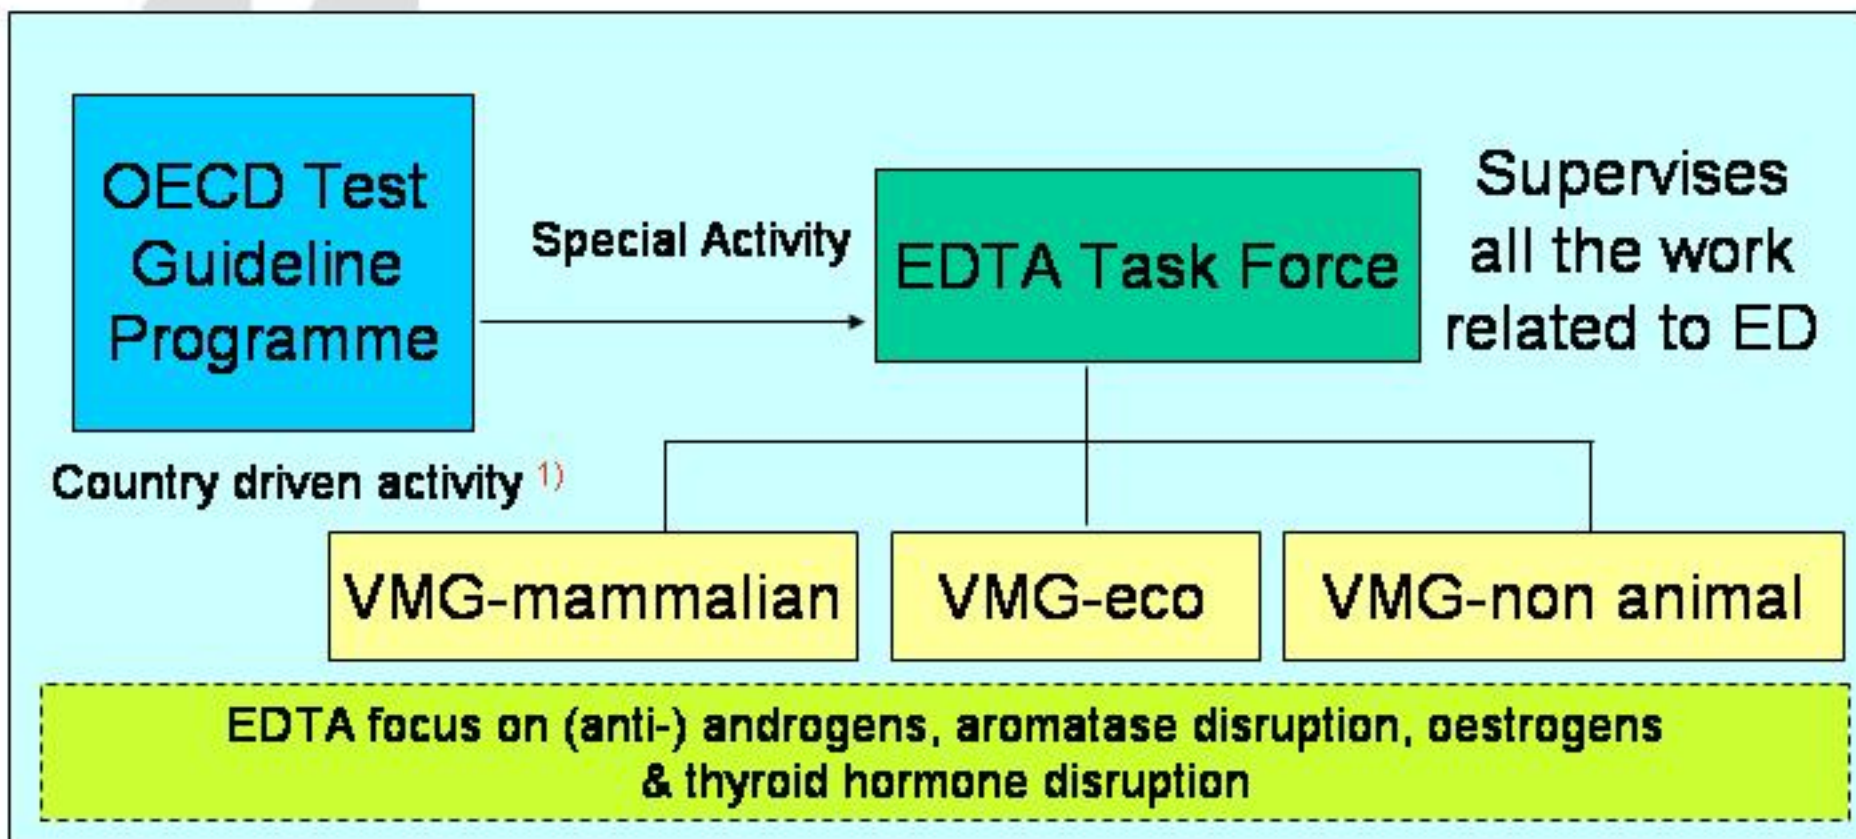 OECD Test
Guideline
Programme
Special Activity
EDTA Task Force
Supervises
all the work
related to ED
Country driven activity 1)
VMG-mammalian
VMG-eco
VMG-non animal
EDTA focus on (anti-) androgens, aromatase disruption, oestrogens
& thyroid hormone disruption